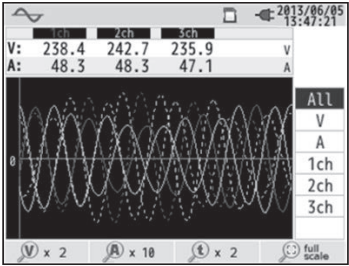 2013/06/05
13:47:21
1ch 2ch 3ch
V: 238.4 242.7 235.9 V
A: 48.3 48.3 47.1 A
All
V
A
1ch
2ch
3ch
0
V x 2 A x 10 t x 2 full scale